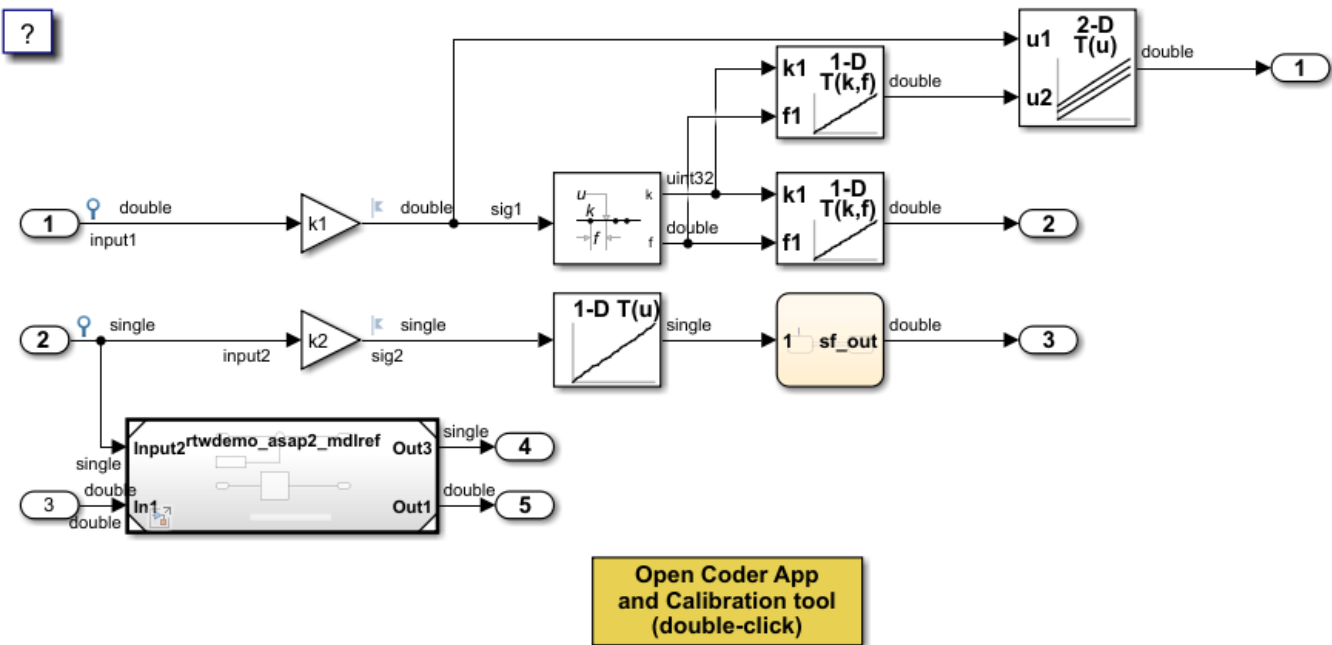 ?
u1
2-D
T(u)
u2
double
1
k1
1-D
T(k,f)
f1
double
1
double
input1
k1
double
sig1
u
k
f
k
f
uint32
double
k1
1-D
T(k,f)
f1
double
2
2
single
input2
k2
single
sig2
1-D T(u)
single
1
sf_out
double
3
Input2
rtwdemo_asap2_mdlref
Out3
single
4
single
3
double
double
In1
Out1
double
5
Open Coder App
and Calibration tool
(double-click)